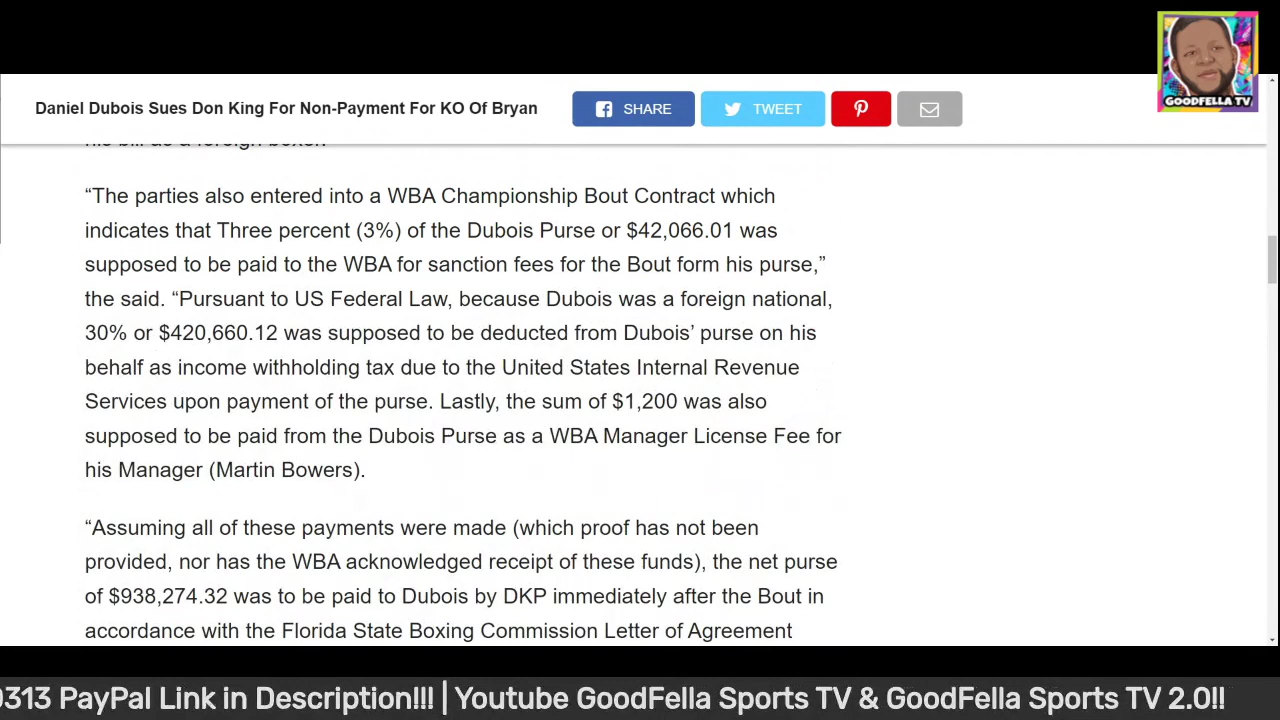 GOODFELLA TV
Daniel Dubois Sues Don King For Non-Payment For KO Of Bryan
SHARE
TWEET
his bill as a foreign boxer.
“The parties also entered into a WBA Championship Bout Contract which
indicates that Three percent (3%) of the Dubois Purse or $42,066.01 was
supposed to be paid to the WBA for sanction fees for the Bout form his purse,”
the said. “Pursuant to US Federal Law, because Dubois was a foreign national,
30% or $420,660.12 was supposed to be deducted from Dubois’ purse on his
behalf as income withholding tax due to the United States Internal Revenue
Services upon payment of the purse. Lastly, the sum of $1,200 was also
supposed to be paid from the Dubois Purse as a WBA Manager License Fee for
his Manager (Martin Bowers).
“Assuming all of these payments were made (which proof has not been
provided, nor has the WBA acknowledged receipt of these funds), the net purse
of $938,274.32 was to be paid to Dubois by DKP immediately after the Bout in
accordance with the Florida State Boxing Commission Letter of Agreement
0313 PayPal Link in Description!!! | Youtube GoodFella Sports TV & GoodFella Sports TV 2.0!!